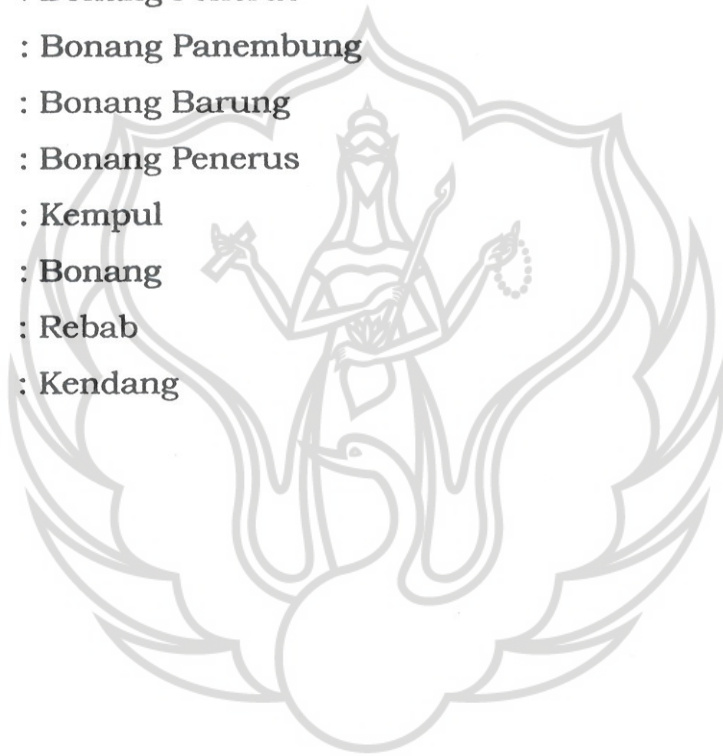 : Bonang Panembung
: Bonang Barung
: Bonang Penerus
: Kempul
: Bonang
: Rebab
: Kendang